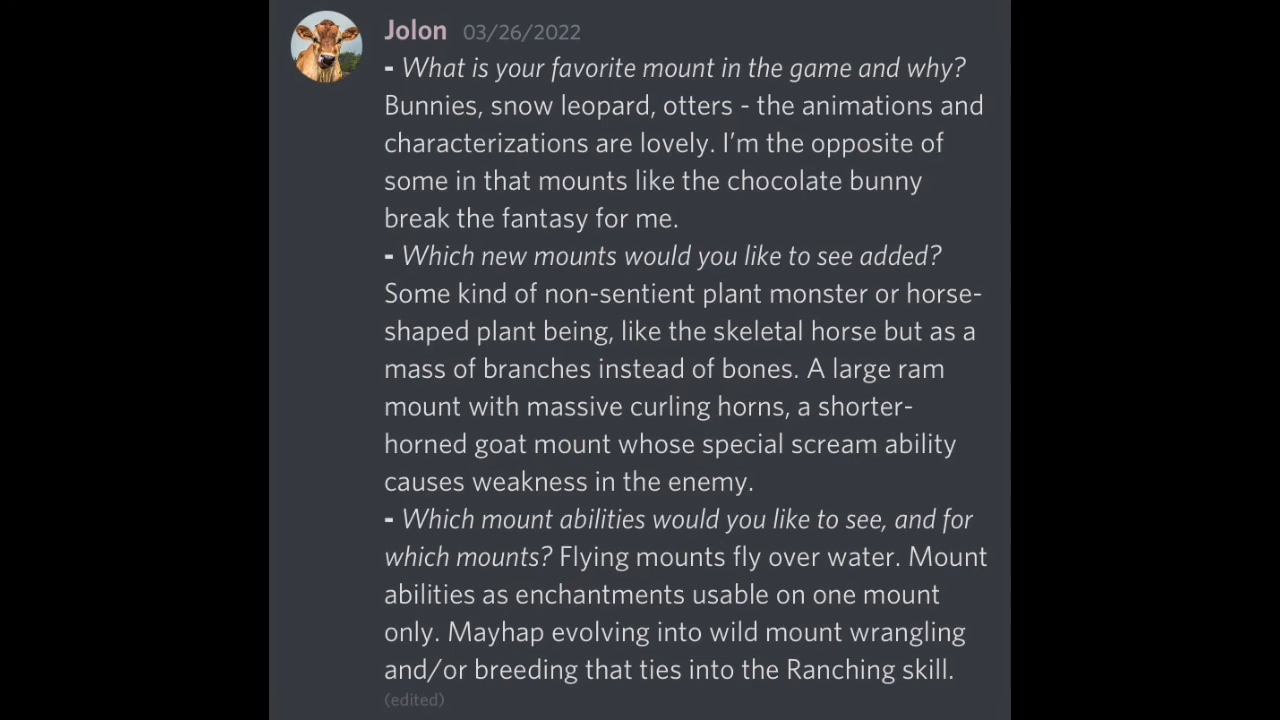 Jolon 03/26/2022
- What is your favorite mount in the game and why?
Bunnies, snow leopard, otters - the animations and
characterizations are lovely. I’m the opposite of
some in that mounts like the chocolate bunny
break the fantasy for me.
- Which new mounts would you like to see added?
Some kind of non-sentient plant monster or horse-
shaped plant being, like the skeletal horse but as a
mass of branches instead of bones. A large ram
mount with massive curling horns, a shorter-
horned goat mount whose special scream ability
causes weakness in the enemy.
- Which mount abilities would you like to see, and for
which mounts? Flying mounts fly over water. Mount
abilities as enchantments usable on one mount
only. Mayhap evolving into wild mount wrangling
and/or breeding that ties into the Ranching skill.
(edited)